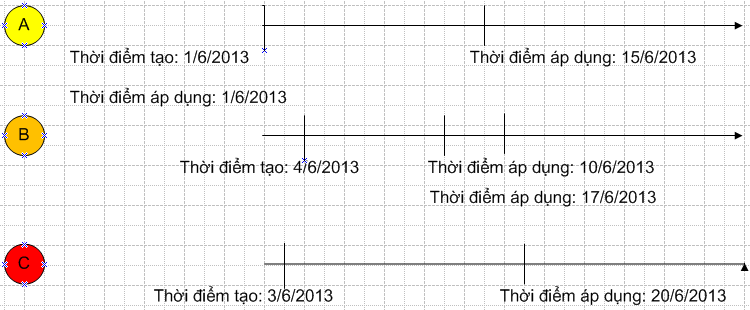 A
Thời điểm tạo: 1/6/2013
Thời điểm áp dụng: 15/6/2013
Thời điểm áp dụng: 1/6/2013
B
Thời điểm tạo: 4/6/2013
Thời điểm áp dụng: 10/6/2013
Thời điểm áp dụng: 17/6/2013
C
Thời điểm tạo: 3/6/2013
Thời điểm áp dụng: 20/6/2013